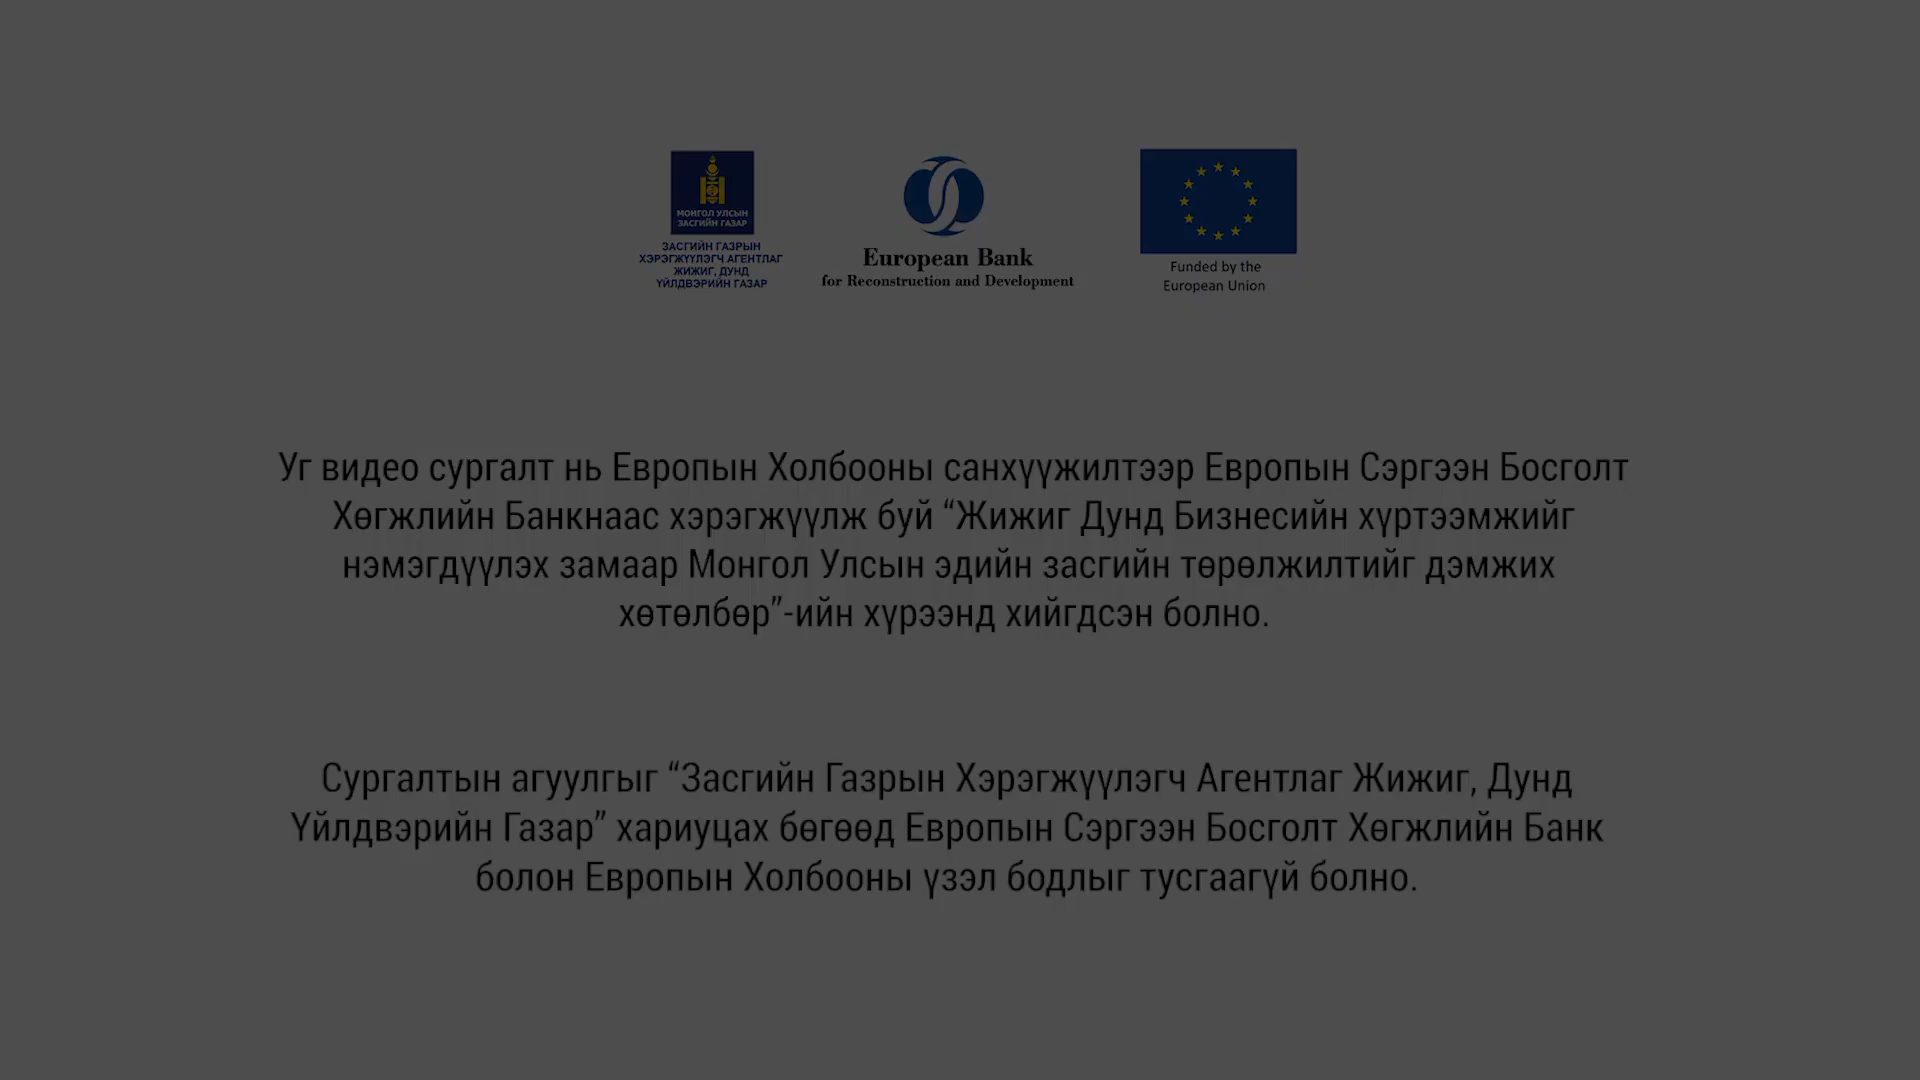 МОНГОЛ УЛСЫН
ЗАСГИЙН ГАЗАР
ЗАСГИЙН ГАЗРЫН
ХЭРЭГЖҮҮЛЭГЧ АГЕНТЛАГ
ЖИЖИГ, ДУНД
ҮЙЛДВЭРИЙН ГАЗАР
European Bank
for Reconstruction and Development
Funded by the
European Union
Уг видео сургалт нь Европын Холбооны санхүүжилтээр Европын Сэргээн Босголт
Хөгжлийн Банкнаас хэрэгжүүлж буй “Жижиг Дунд Бизнесийн хүртээмжийг
нэмэгдүүлэх замаар Монгол Улсын эдийн засгийн төрөлжилтийг дэмжих
хөтөлбөр”-ийн хүрээнд хийгдсэн болно.
Сургалтын агуулгыг “Засгийн Газрын Хэрэгжүүлэгч Агентлаг Жижиг, Дунд
Үйлдвэрийн Газар” хариуцах бөгөөд Европын Сэргээн Босголт Хөгжлийн Банк
болон Европын Холбооны үзэл бодлыг тусгаагүй болно.